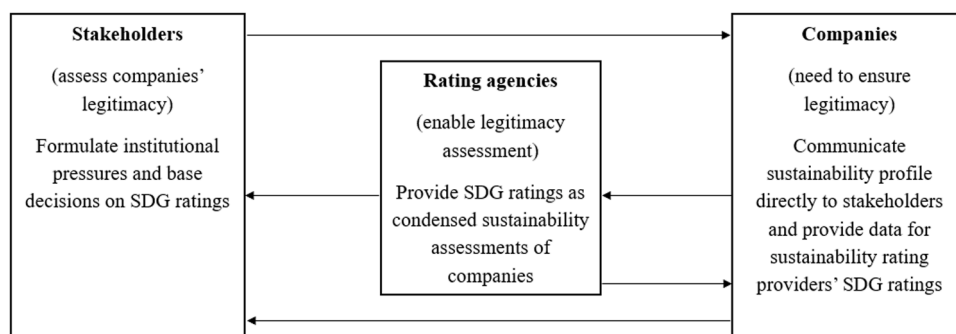 Stakeholders
(assess companies'
legitimacy)
Formulate institutional
pressures and base
decisions on SDG ratings
Rating agencies
(enable legitimacy
assessment)
Provide SDG ratings as
condensed sustainability
assessments of
companies
Companies
(need to ensure
legitimacy)
Communicate
sustainability profile
directly to stakeholders
and provide data for
sustainability rating
providers' SDG ratings